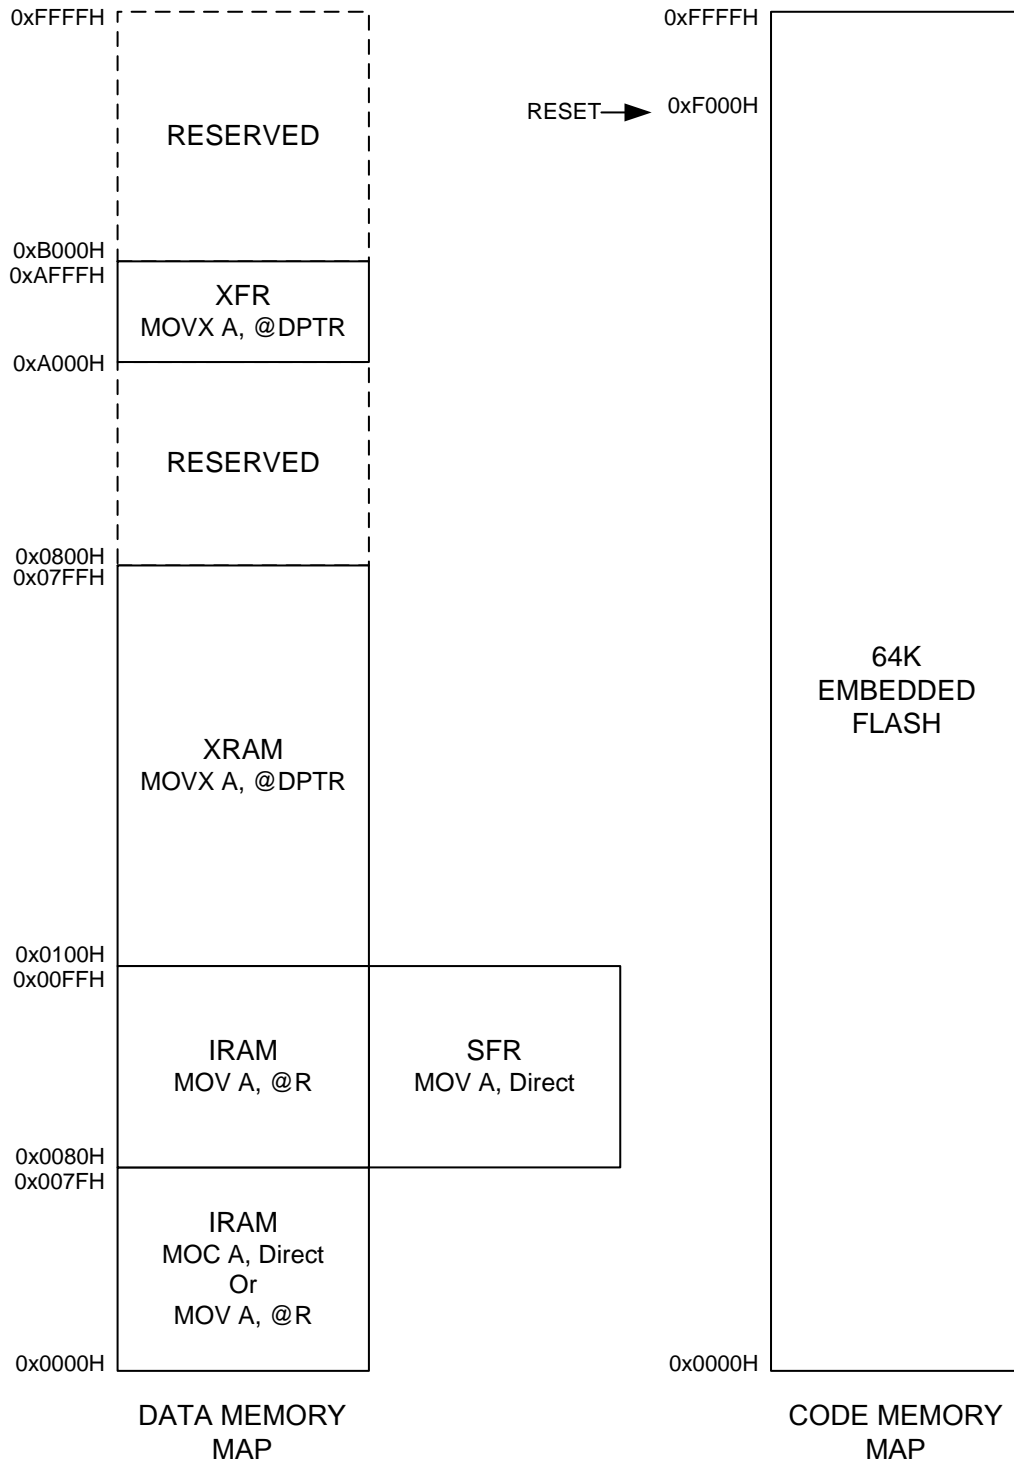 0xFFFFH
RESERVED
0xB000H
0xAFFFH
XFR
MOVX A, @DPTR
0xA000H
RESERVED
0x0800H
0x07FFH
XRAM
MOVX A, @DPTR
0x0100H
0x00FFH
IRAM
MOV A, @R
SFR
MOV A, Direct
0x0080H
0x007FH
IRAM
MOC A, Direct
Or
MOV A, @R
0x0000H
DATA MEMORY
MAP
0xFFFFH
RESET
0xF000H
64K
EMBEDDED
FLASH
0x0000H
CODE MEMORY
MAP